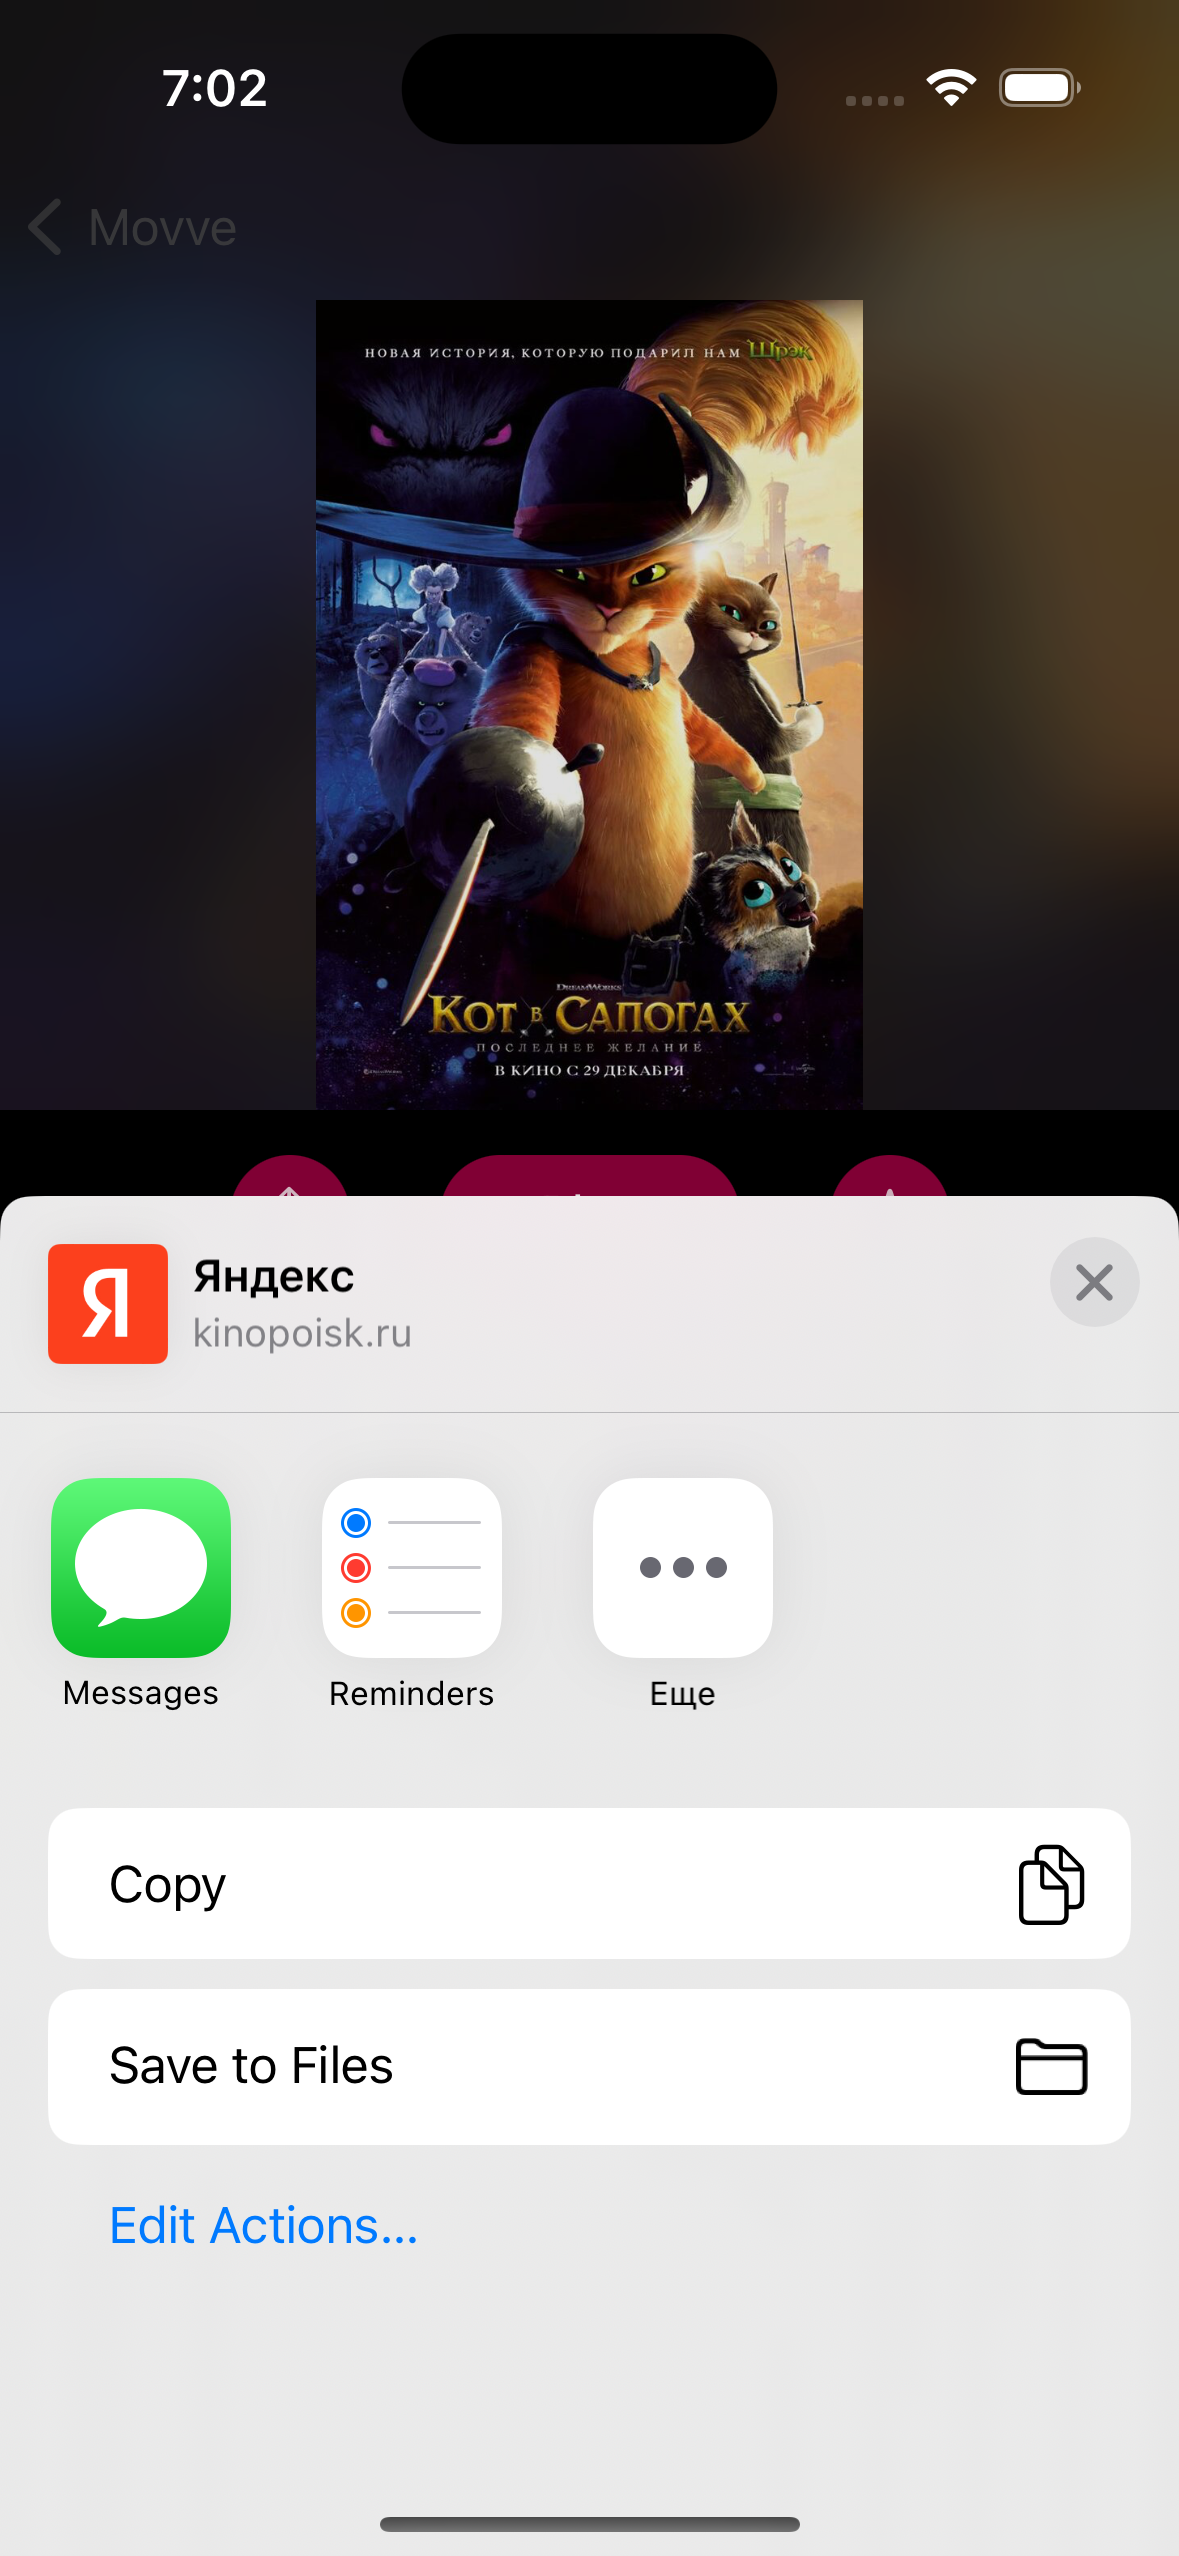 7:02
Movve
НОВАЯ ИСТОРИЯ, КОТОРУЮ ПОДАРИЛ НАМ Шрэк
DREAMWORKS
КОТ В САПОГАХ
ПОСЛЕДНЕЕ ЖЕЛАНИЕ
В КИНО С 29 ДЕКАБРЯ
Я
Яндекс
kinopoisk.ru
Messages
Reminders
Еще
Copy
Save to Files
Edit Actions...